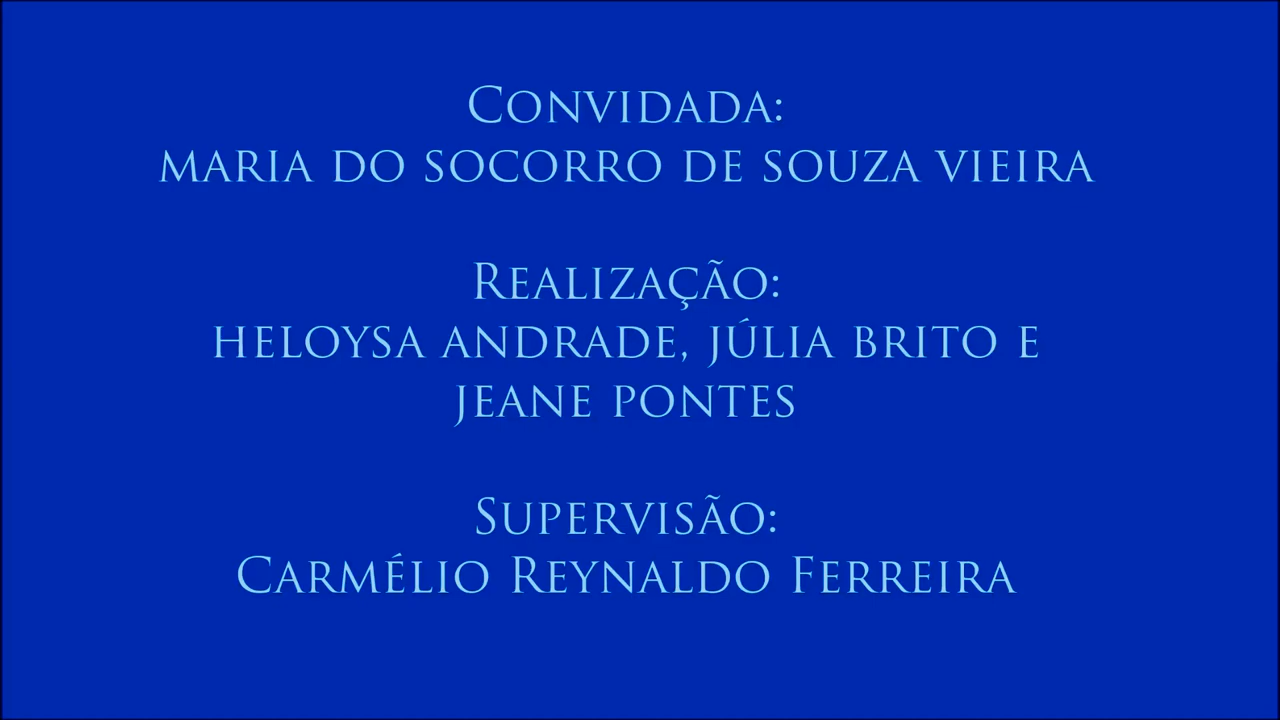 Convidada:
maria do socorro de souza vieira
Realização:
heloysa andrade, júlia brito e
jeane pontes
Supervisão:
Carmélio Reynaldo Ferreira